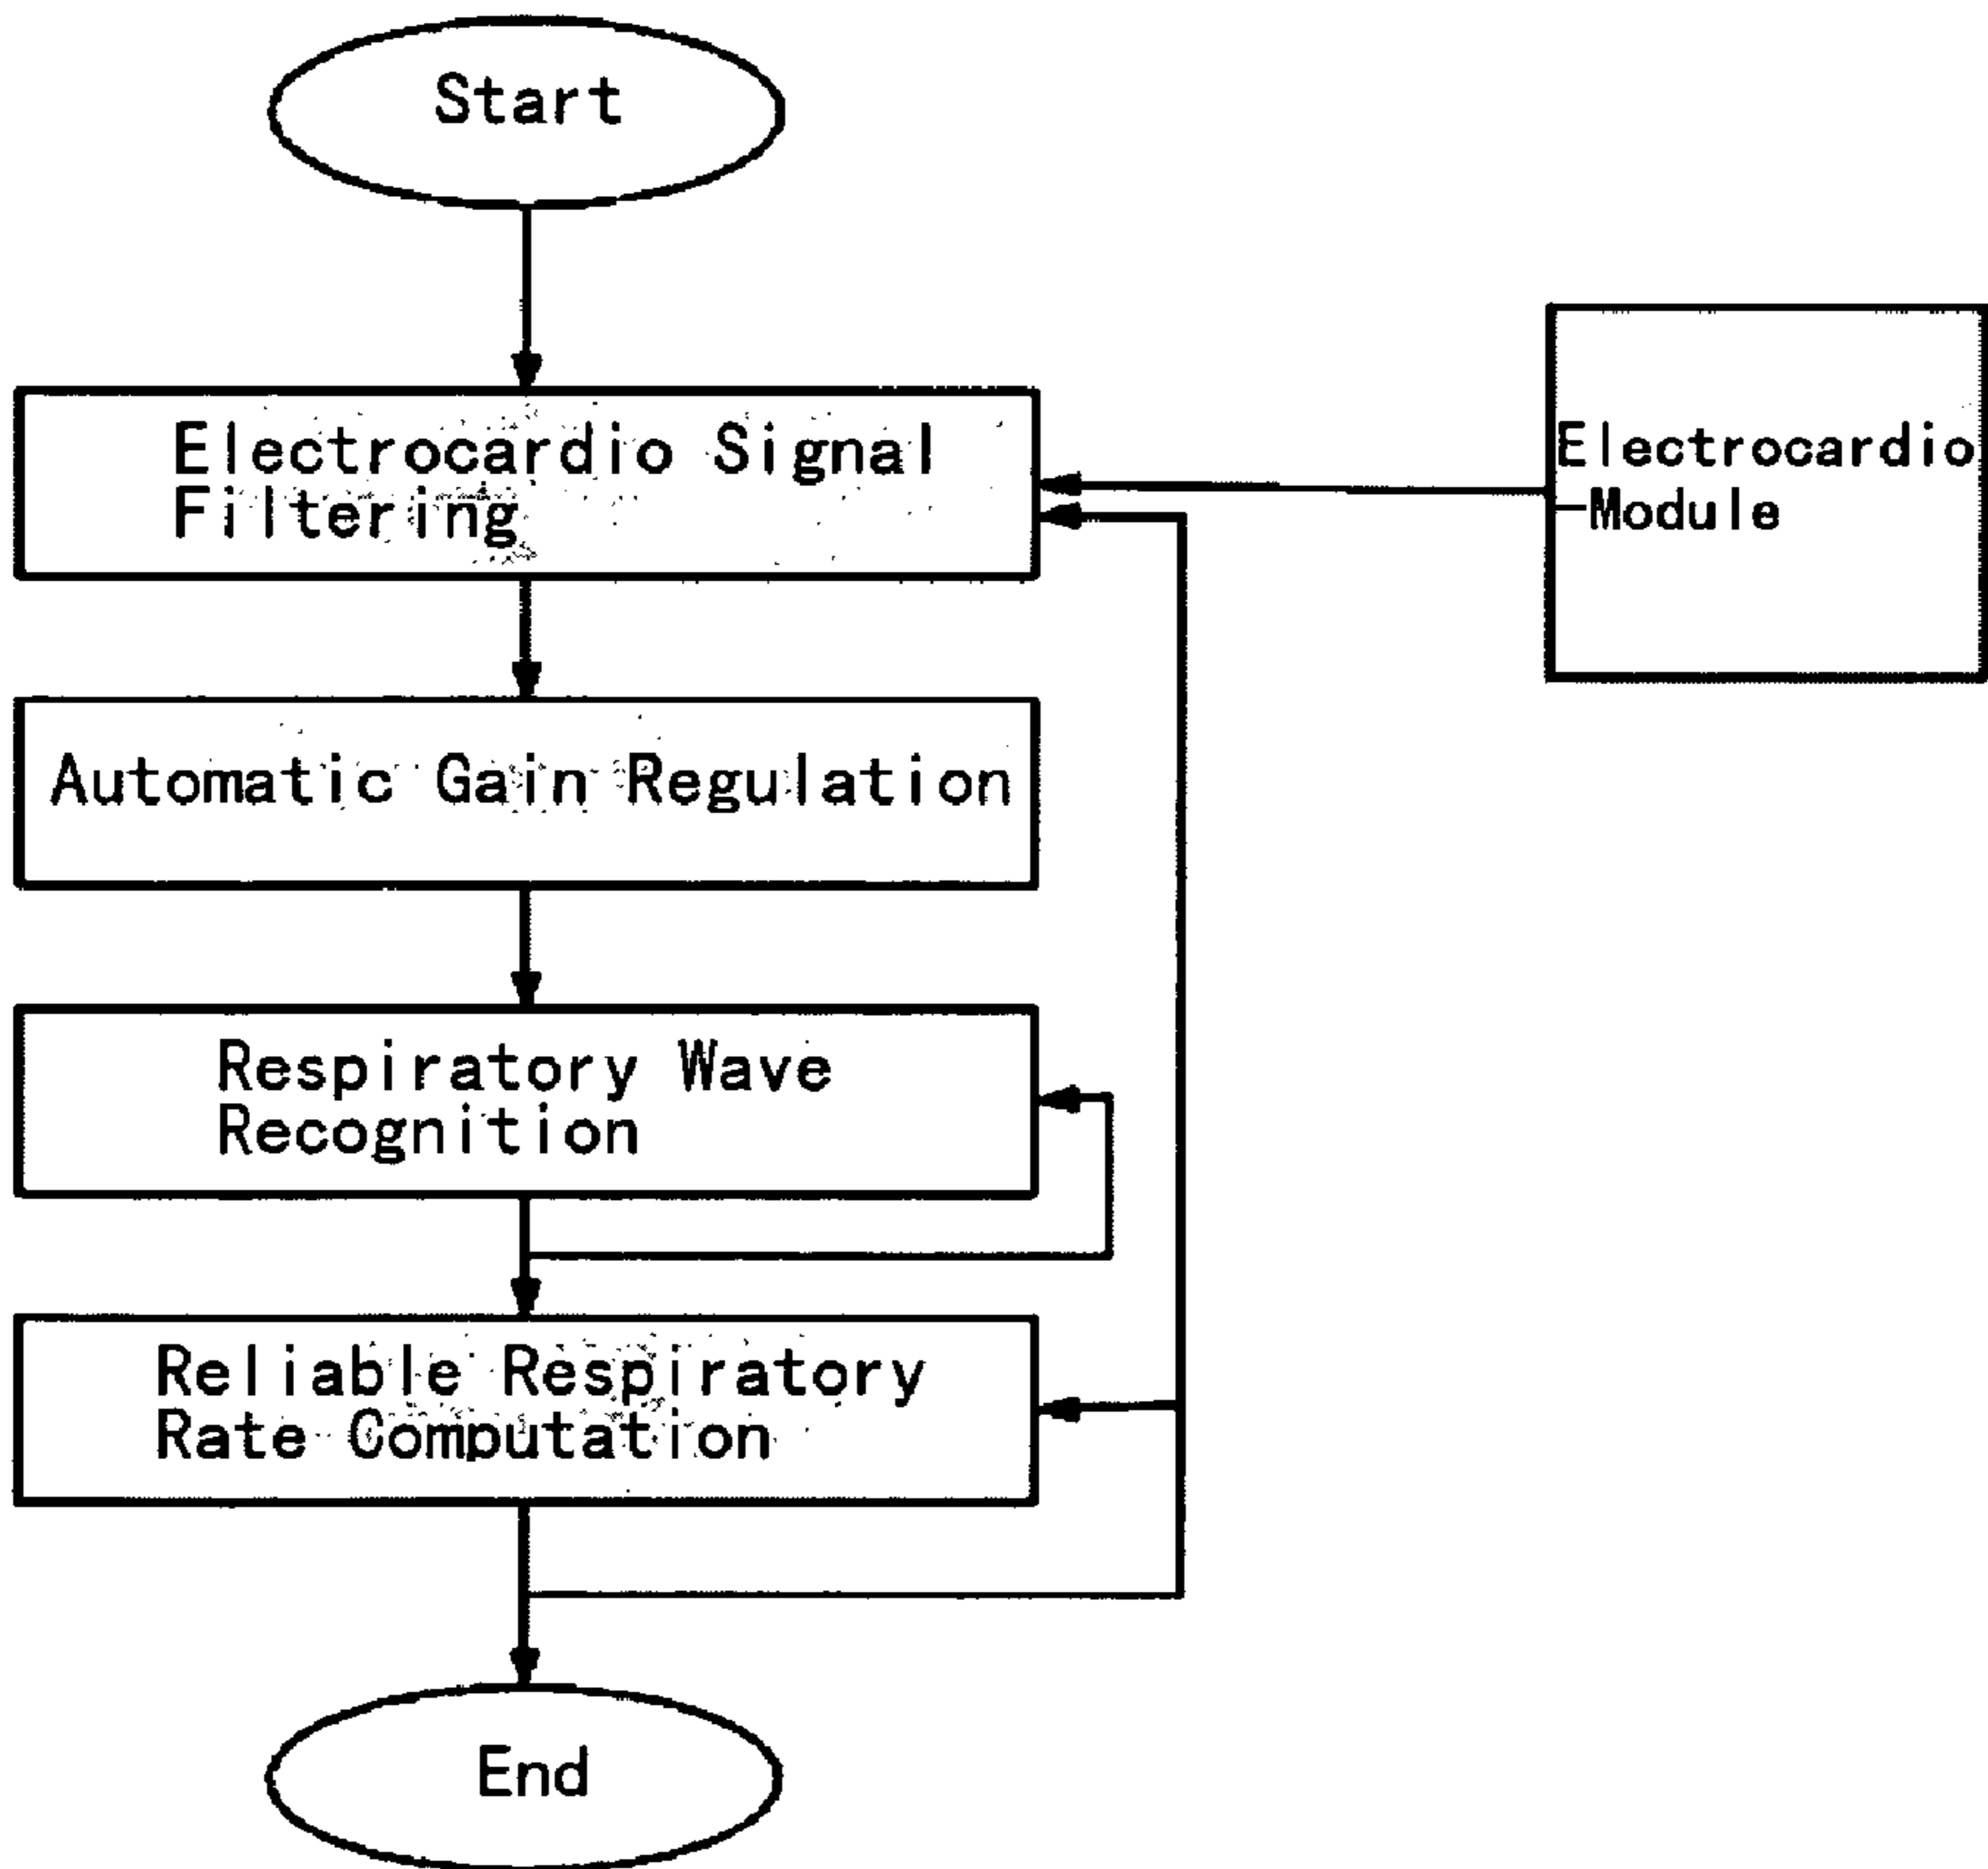 Start
Electrocardio Signal
Filtering
Electrocardio
Module
Automatic Gain Regulation
Respiratory Wave
Recognition
Reliable Respiratory
Rate Computation
End